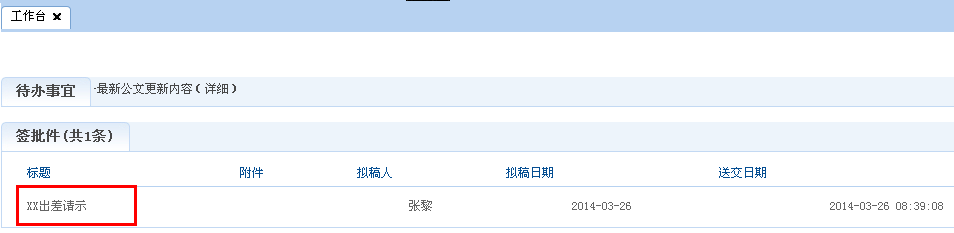 工作台 ×
待办事宜 ·最新公文更新内容(详细)
签批件(共1条)
标题 附件 拟稿人 拟稿日期 送交日期
XX出差请示 张黎 2014-03-26 2014-03-26 08:39:08